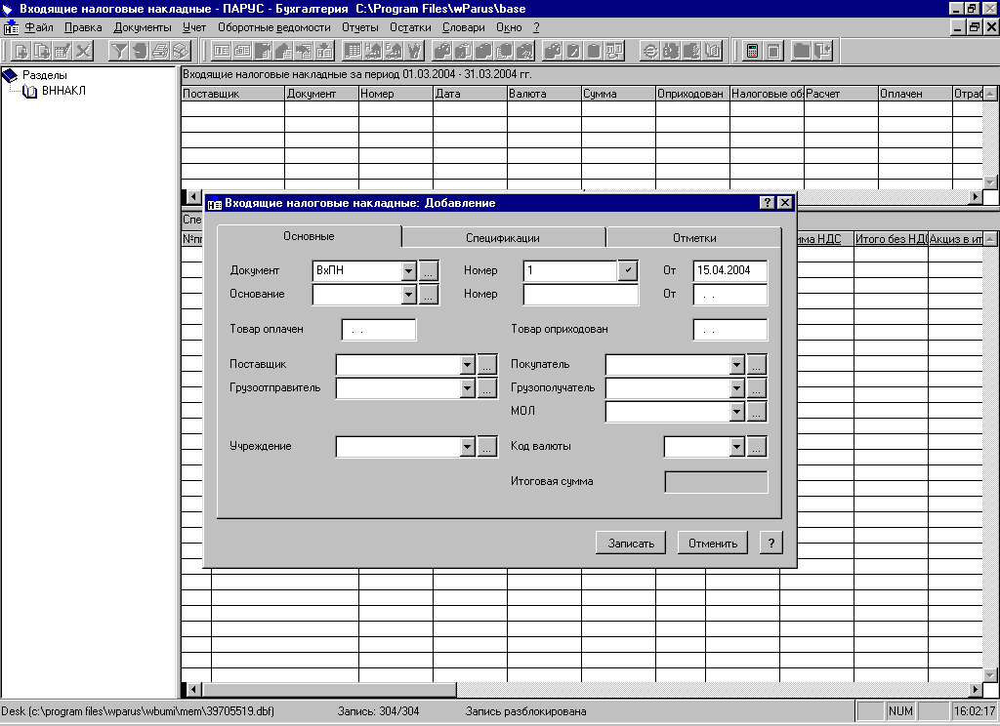 Входящие налоговые накладные - ПАРУС - Бухгалтерия C:\Program Files\wParus\base
Файл Правка Документы Учет Оборотные ведомости Отчеты Остатки Словари Окно ?
Разделы
ВННАКЛ
Входящие налоговые накладные за период 01.03.2004 - 31.03.2004 гг.
Поставщик Документ Номер Дата Валюта Сумма Оприходован Налоговые об Расчет Оплачен Отраб
Спе
Входящие налоговые накладные: Добавление
№пп мма НДС Итого без НДС Акциз в ит
Основные Спецификации Отметки
Документ ВхПН ... Номер 1 От 15.04.2004
Основание ... Номер От . .
Товар оплачен . . Товар оприходован . .
Поставщик ... Покупатель ...
Грузоотправитель ... Грузополучатель ...
МОЛ ...
Учреждение ... Код валюты ...
Итоговая сумма
Записать Отменить ?
Desk (c:\program files\wparus\wbumi\mem\39705519.dbf) Запись: 304/304 Запись разблокирована NUM 16:02:17